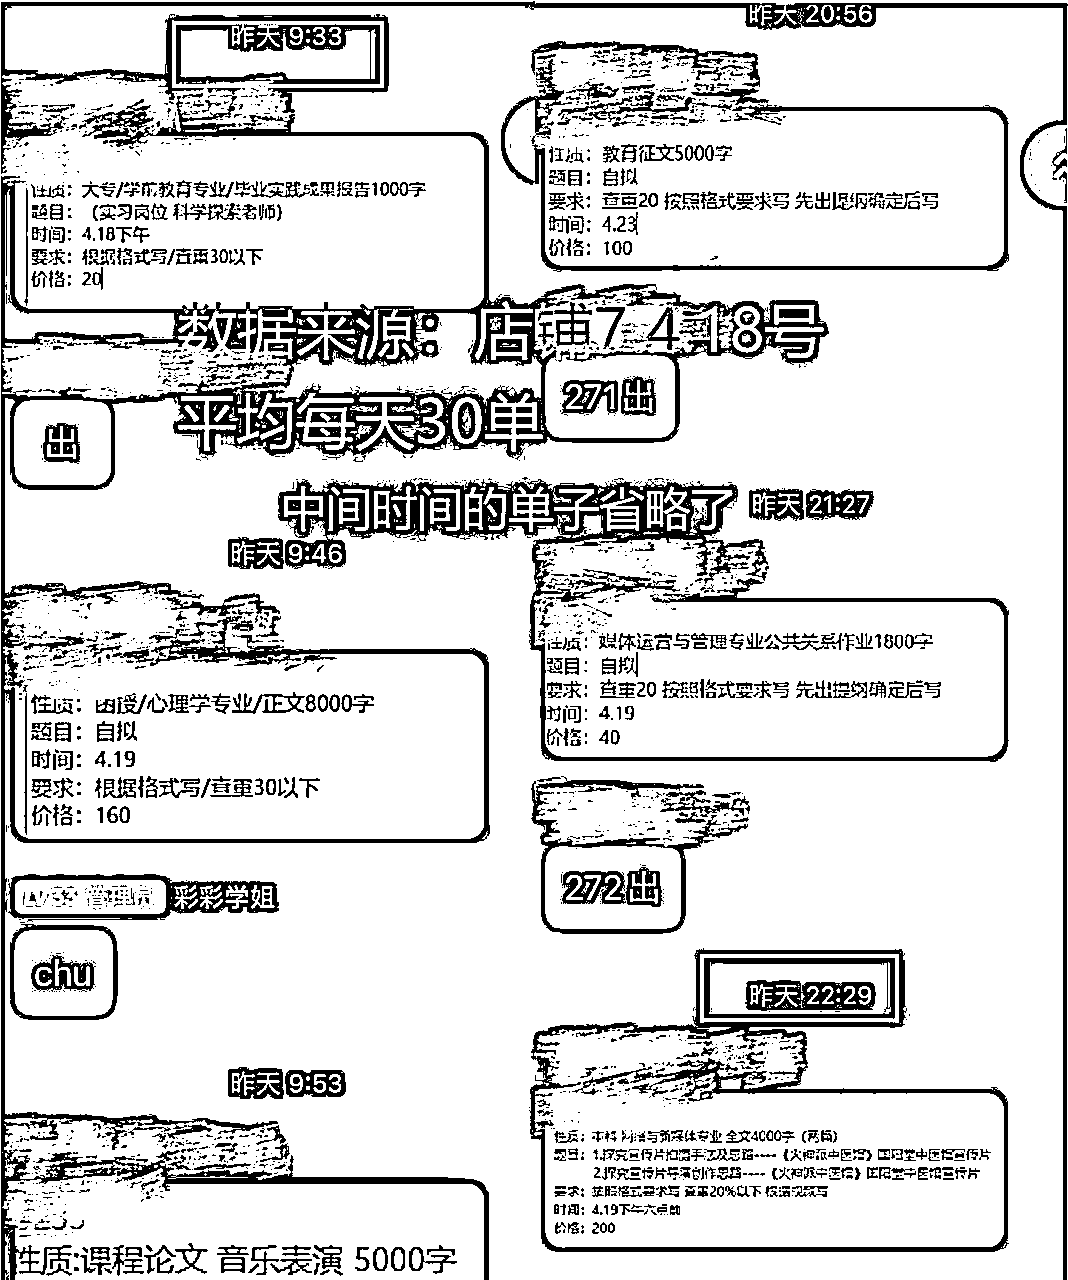 昨天 9:33
性质：大专/学前教育专业/毕业实践成果报告1000字
题目：（实习岗位 科学探索老师）
时间：4.18下午
要求：根据格式写/查重30以下
价格：20
数据来源：店铺7 4.18号
平均每天30单
出
中间时间的单子省略了
昨天 9:46
性质：函授/心理学专业/正文8000字
题目：自拟
时间：4.19
要求：根据格式写/查重30以下
价格：160
管理员 彩彩学姐
chu
昨天 9:53
性质:课程论文 音乐表演 5000字
昨天 20:56
性质：教育征文5000字
题目：自拟
要求：查重20 按照格式要求写 先出提纲确定后写
时间：4.23
价格：100
271出
昨天 21:27
性质：媒体运营与管理专业公共关系作业1800字
题目：自拟
要求：查重20 按照格式要求写 先出提纲确定后写
时间：4.19
价格：40
272出
昨天 22:29
性质：本科 网络与新媒体专业 全文4000字（两稿）
题目：1.探究宣传片拍摄手法及思路----《火神派中医馆》国阳堂中医馆宣传片
2.探究宣传片导演创作思路----《火神派中医馆》国阳堂中医馆宣传片
要求：按照格式要求写 查重20%以下 根据视频写
时间：4.19下午六点前
价格：200